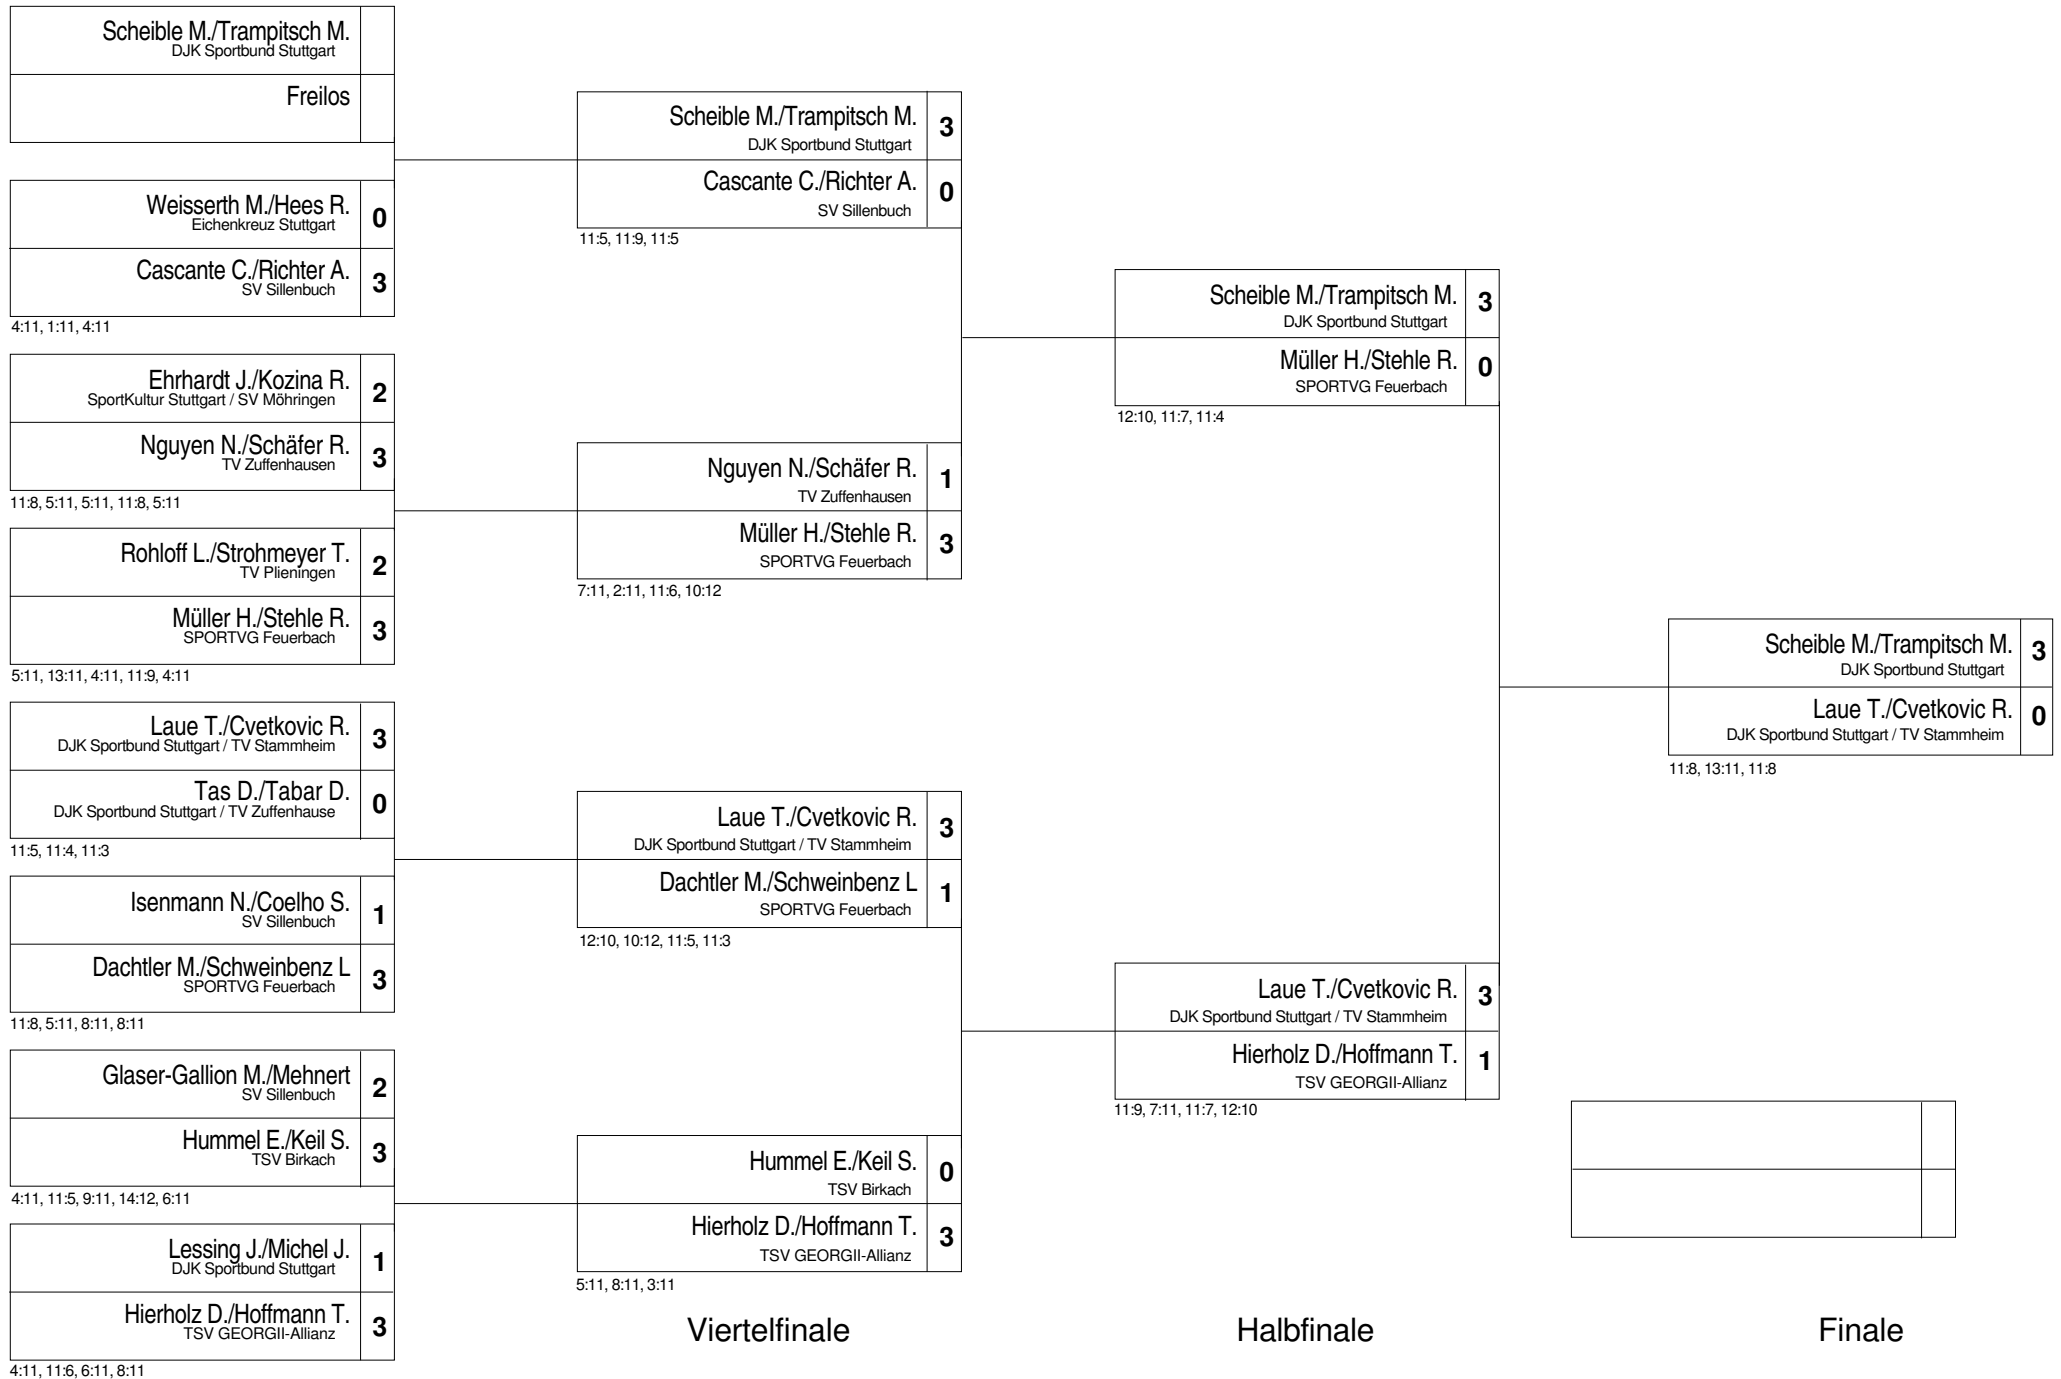 Scheible M./Trampitsch M.
DJK Sportbund Stuttgart
Freilos
Weisserth M./Hees R.
0
Eichenkreuz Stuttgart
Cascante C./Richter A.
3
SV Sillenbuch
4:11, 1:11, 4:11
Ehrhardt J./Kozina R.
2
SportKultur Stuttgart / SV Möhringen
Nguyen N./Schäfer R.
3
TV Zuffenhausen
11:8, 5:11, 5:11, 11:8, 5:11
Rohloff L./Strohmeyer T.
2
TV Plieningen
Müller H./Stehle R.
3
SPORTVG Feuerbach
5:11, 13:11, 4:11, 11:9, 4:11
Laue T./Cvetkovic R.
3
DJK Sportbund Stuttgart / TV Stammheim
Tas D./Tabar D.
0
DJK Sportbund Stuttgart / TV Zuffenhause
11:5, 11:4, 11:3
Isenmann N./Coelho S.
1
SV Sillenbuch
Dachtler M./Schweinbenz L
3
SPORTVG Feuerbach
11:8, 5:11, 8:11, 8:11
Glaser-Gallion M./Mehnert
2
SV Sillenbuch
Hummel E./Keil S.
3
TSV Birkach
4:11, 11:5, 9:11, 14:12, 6:11
Lessing J./Michel J.
1
DJK Sportbund Stuttgart
Hierholz D./Hoffmann T.
3
TSV GEORGII-Allianz
4:11, 11:6, 6:11, 8:11
Scheible M./Trampitsch M.
3
DJK Sportbund Stuttgart
Cascante C./Richter A.
0
SV Sillenbuch
11:5, 11:9, 11:5
Nguyen N./Schäfer R.
1
TV Zuffenhausen
Müller H./Stehle R.
3
SPORTVG Feuerbach
7:11, 2:11, 11:6, 10:12
Laue T./Cvetkovic R.
3
DJK Sportbund Stuttgart / TV Stammheim
Dachtler M./Schweinbenz L
1
SPORTVG Feuerbach
12:10, 10:12, 11:5, 11:3
Hummel E./Keil S.
0
TSV Birkach
Hierholz D./Hoffmann T.
3
TSV GEORGII-Allianz
5:11, 8:11, 3:11
Viertelfinale
Scheible M./Trampitsch M.
3
DJK Sportbund Stuttgart
Müller H./Stehle R.
0
SPORTVG Feuerbach
12:10, 11:7, 11:4
Laue T./Cvetkovic R.
3
DJK Sportbund Stuttgart / TV Stammheim
Hierholz D./Hoffmann T.
1
TSV GEORGII-Allianz
11:9, 7:11, 11:7, 12:10
Halbfinale
Scheible M./Trampitsch M.
3
DJK Sportbund Stuttgart
Laue T./Cvetkovic R.
0
DJK Sportbund Stuttgart / TV Stammheim
11:8, 13:11, 11:8
Finale